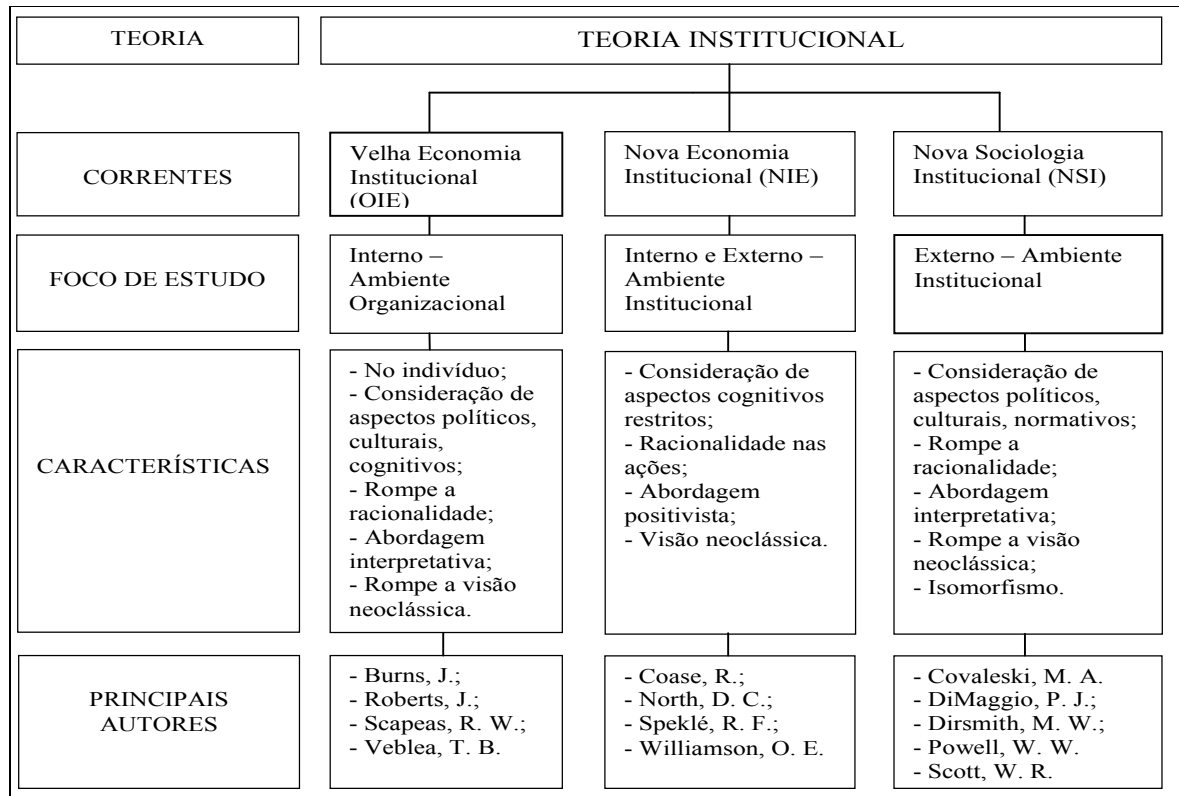 TEORIA
TEORIA INSTITUCIONAL
CORRENTES
Velha Economia
Institucional
(OIE)
Nova Economia
Institucional (NIE)
Nova Sociologia
Institucional (NSI)
FOCO DE ESTUDO
Interno –
Ambiente
Organizacional
Interno e Externo –
Ambiente
Institucional
Externo – Ambiente
Institucional
CARACTERÍSTICAS
- No indivíduo;
- Consideração de
aspectos políticos,
culturais,
cognitivos;
- Rompe a
racionalidade;
- Abordagem
interpretativa;
- Rompe a visão
neoclássica.
- Consideração de
aspectos cognitivos
restritos;
- Racionalidade nas
ações;
- Abordagem
positivista;
- Visão neoclássica.
- Consideração de
aspectos políticos,
culturais, normativos;
- Rompe a
racionalidade;
- Abordagem
interpretativa;
- Rompe a visão
neoclássica;
- Isomorfismo.
PRINCIPAIS
AUTORES
- Burns, J.;
- Roberts, J.;
- Scapeas, R. W.;
- Veblea, T. B.
- Coase, R.;
- North, D. C.;
- Speklé, R. F.;
- Williamson, O. E.
- Covaleski, M. A.
- DiMaggio, P. J.;
- Dirsmith, M. W.;
- Powell, W. W.
- Scott, W. R.